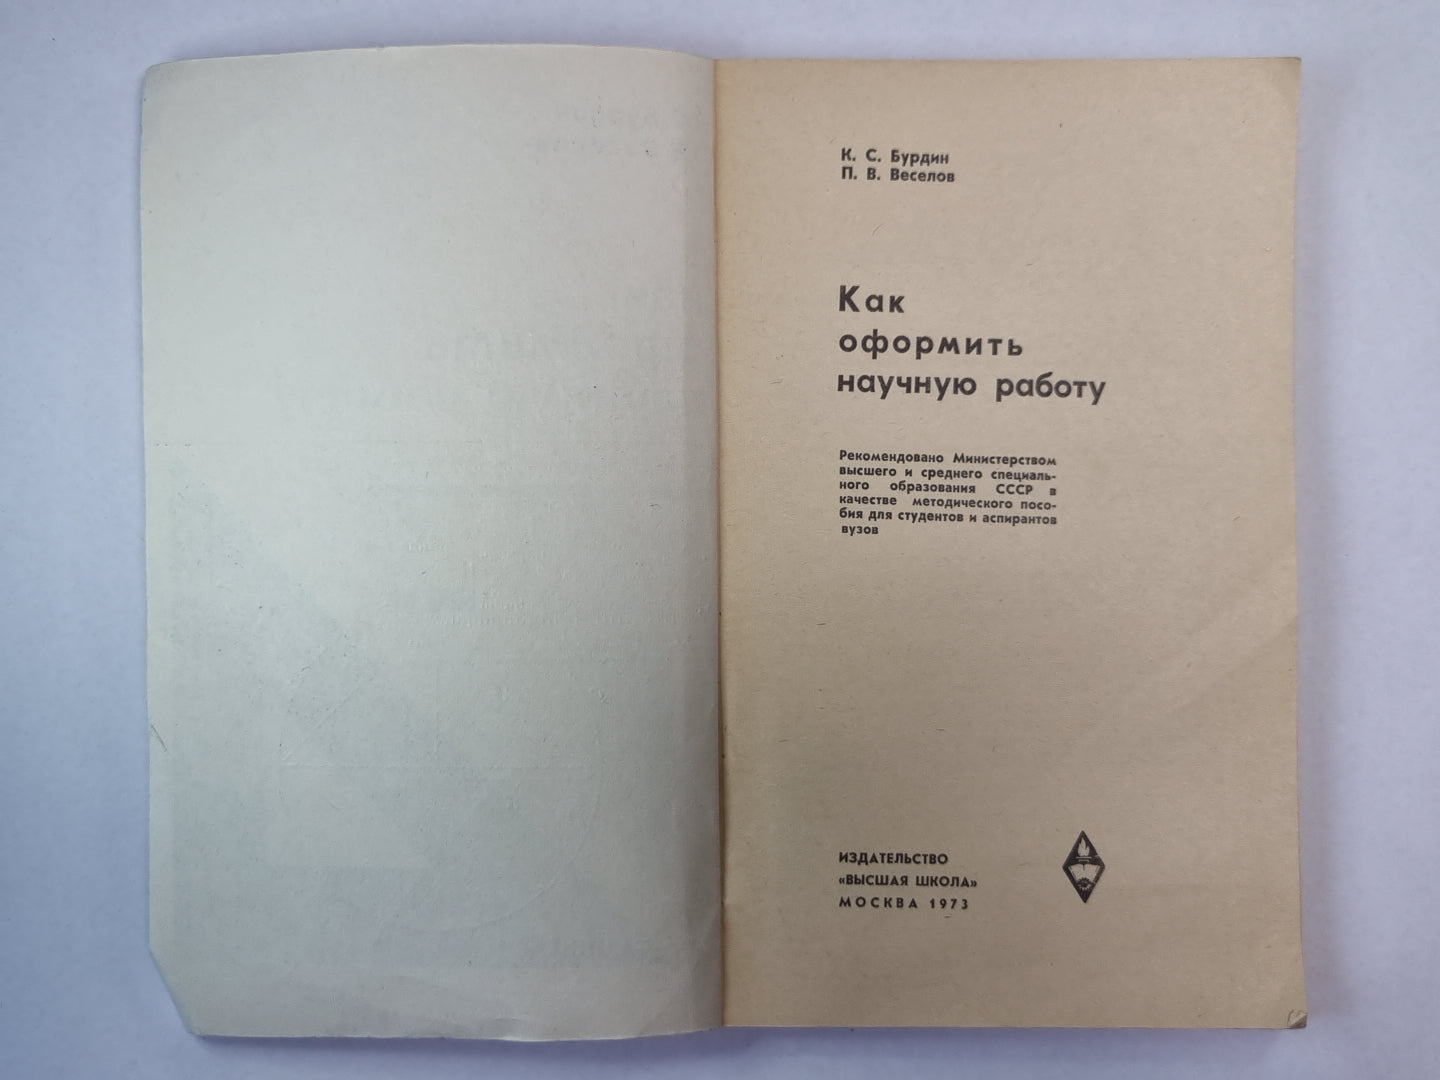 К. С. Бурдин
П. В. Веселов
Как
оформить
научную работу
Рекомендовано Министерством
высшего и среднего специаль-
ного образования СССР в
качестве методического посо-
бия для студентов и аспирантов
вузов
ИЗДАТЕЛЬСТВО
«ВЫСШАЯ ШКОЛА»
МОСКВА 1973